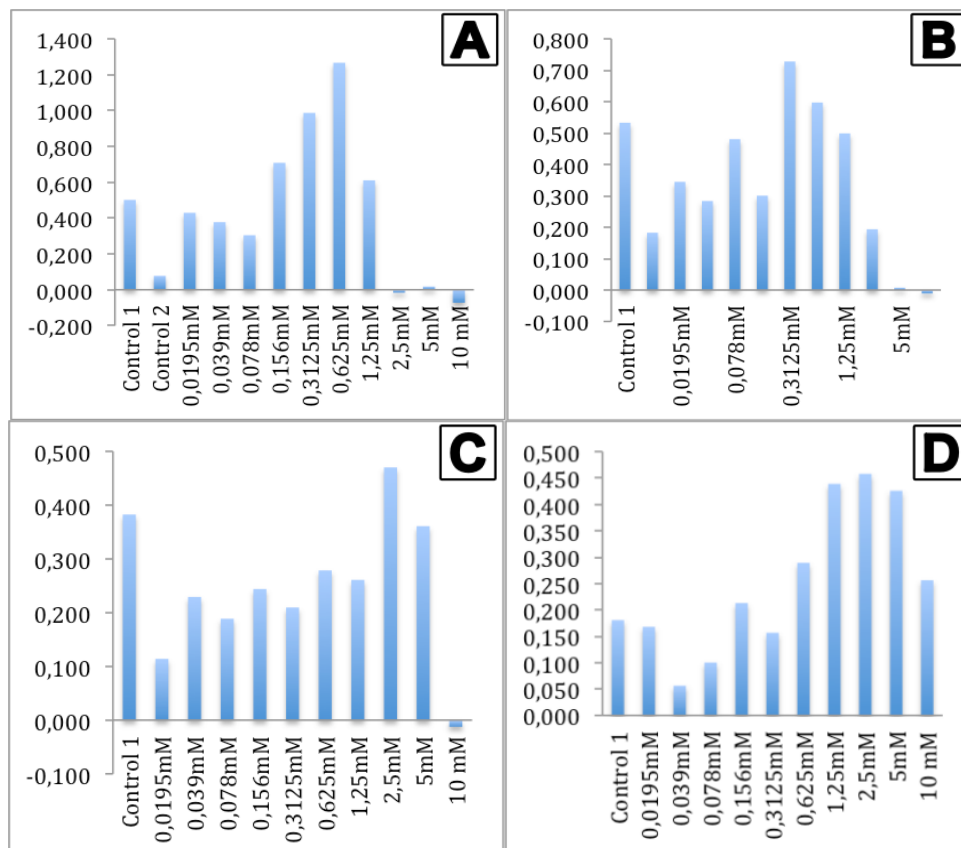 A
1,400
1,200
1,000
0,800
0,600
0,400
0,200
0,000
-0,200
Control 1
Control 2
0,0195mM
0,039mM
0,078mM
0,156mM
0,3125mM
0,625mM
1,25mM
2,5mM
5mM
10 mM
B
0,800
0,700
0,600
0,500
0,400
0,300
0,200
0,100
0,000
-0,100
Control 1
0,0195mM
0,078mM
0,3125mM
1,25mM
5mM
C
0,500
0,400
0,300
0,200
0,100
0,000
-0,100
Control 1
0,0195mM
0,039mM
0,078mM
0,156mM
0,3125mM
0,625mM
1,25mM
2,5mM
5mM
10 mM
D
0,500
0,450
0,400
0,350
0,300
0,250
0,200
0,150
0,100
0,050
0,000
Control 1
0,0195mM
0,039mM
0,078mM
0,156mM
0,3125mM
0,625mM
1,25mM
2,5mM
5mM
10 mM